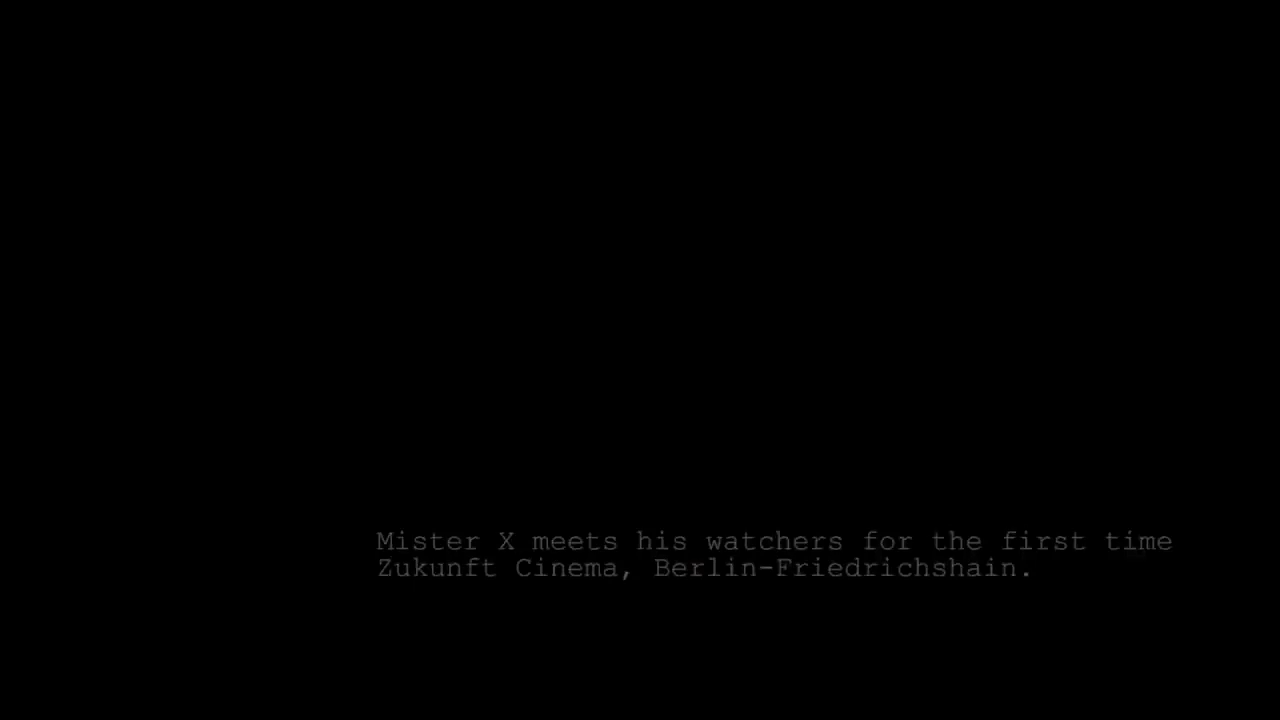 Mister X meets his watchers for the first time
Zukunft Cinema, Berlin-Friedrichshain.